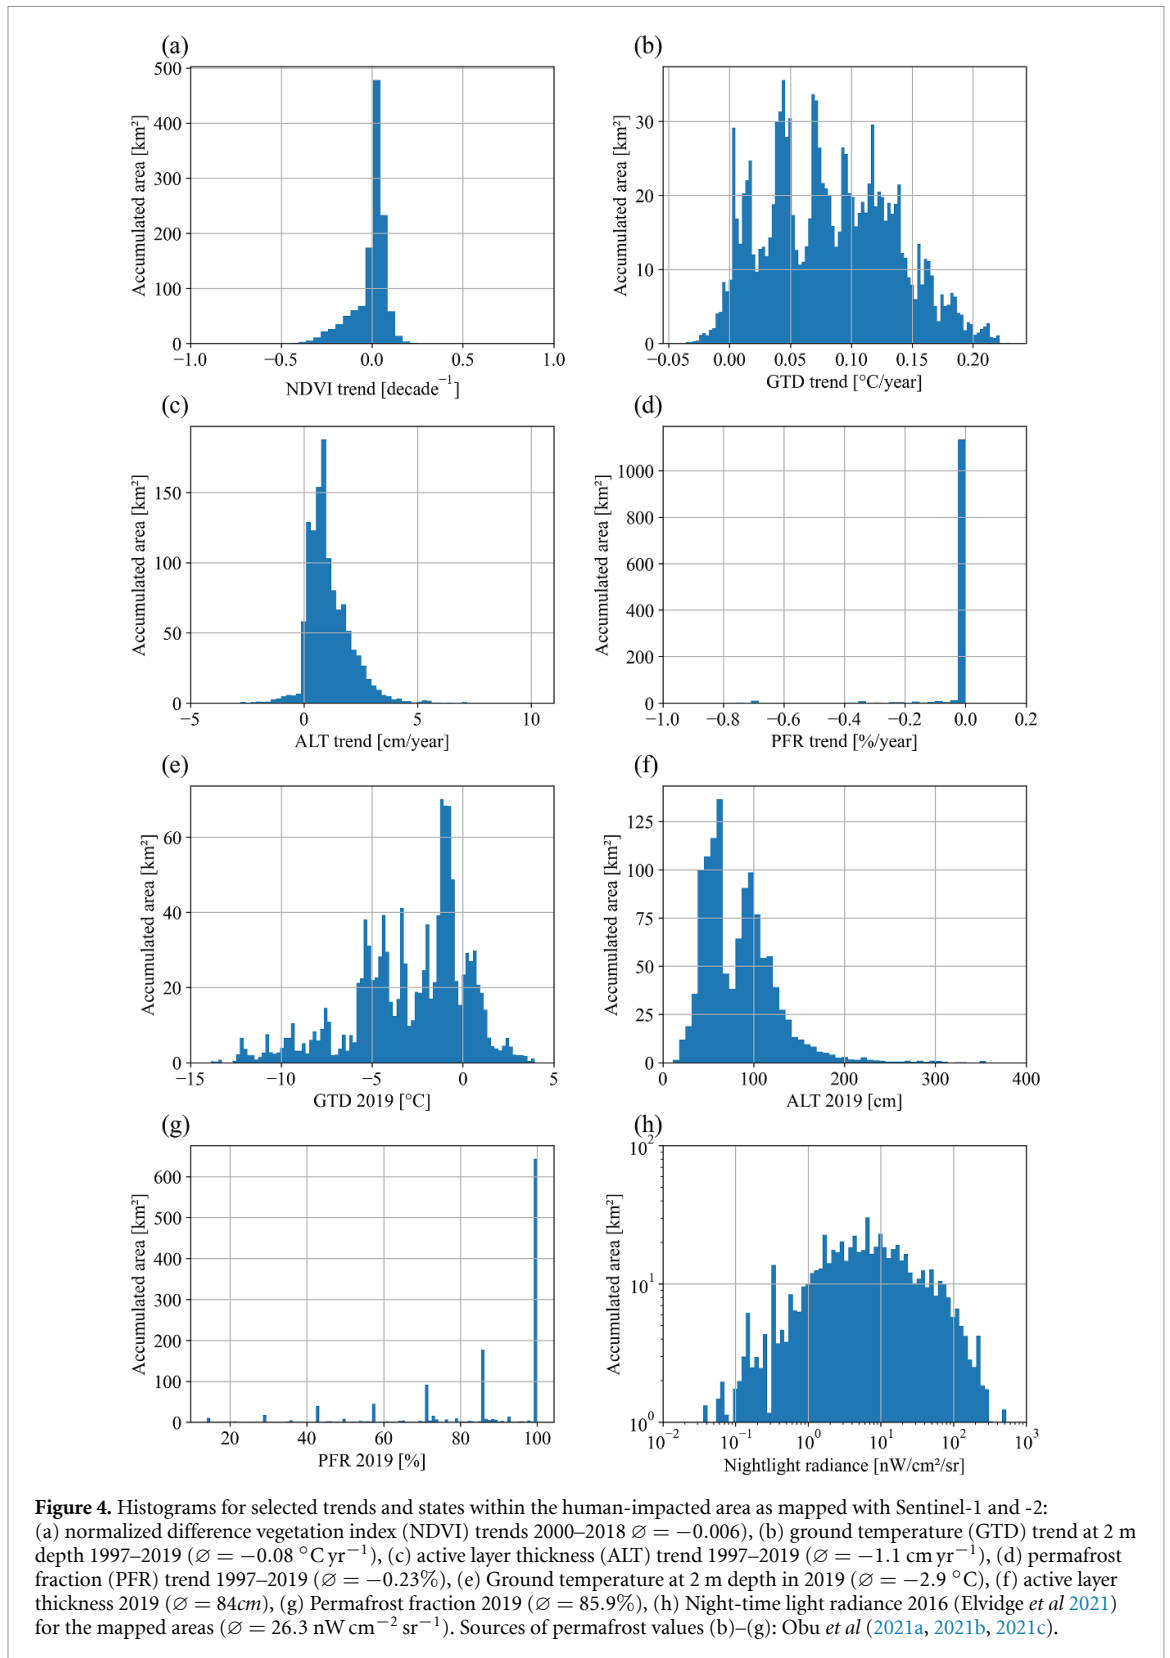 (a)
Accumulated area [km²]
500
400
300
200
100
0
−1.0
−0.5
0.0
0.5
1.0
NDVI trend [decade⁻¹]
(b)
Accumulated area [km²]
30
20
10
0
−0.05
0.00
0.05
0.10
0.15
0.20
GTD trend [°C/year]
(c)
Accumulated area [km²]
150
100
50
0
−5
0
5
10
ALT trend [cm/year]
(d)
Accumulated area [km²]
1000
800
600
400
200
0
−1.0
−0.8
−0.6
−0.4
−0.2
0.0
0.2
PFR trend [%/year]
(e)
Accumulated area [km²]
60
40
20
0
−15
−10
−5
0
5
GTD 2019 [°C]
(f)
Accumulated area [km²]
125
100
75
50
25
0
0
100
200
300
400
ALT 2019 [cm]
(g)
Accumulated area [km²]
600
500
400
300
200
100
0
20
40
60
80
100
PFR 2019 [%]
(h)
Accumulated area [km²]
10²
10¹
10⁰
10⁻²
10⁻¹
10⁰
10¹
10²
10³
Nightlight radiance [nW/cm²/sr]
Figure 4. Histograms for selected trends and states within the human-impacted area as mapped with Sentinel-1 and -2:
(a) normalized difference vegetation index (NDVI) trends 2000–2018 ∅ = −0.006), (b) ground temperature (GTD) trend at 2 m
depth 1997–2019 (∅ = −0.08 °C yr⁻¹), (c) active layer thickness (ALT) trend 1997–2019 (∅ = −1.1 cm yr⁻¹), (d) permafrost
fraction (PFR) trend 1997–2019 (∅ = −0.23%), (e) Ground temperature at 2 m depth in 2019 (∅ = −2.9 °C), (f) active layer
thickness 2019 (∅ = 84cm), (g) Permafrost fraction 2019 (∅ = 85.9%), (h) Night-time light radiance 2016 (Elvidge et al 2021)
for the mapped areas (∅ = 26.3 nW cm⁻² sr⁻¹). Sources of permafrost values (b)–(g): Obu et al (2021a, 2021b, 2021c).